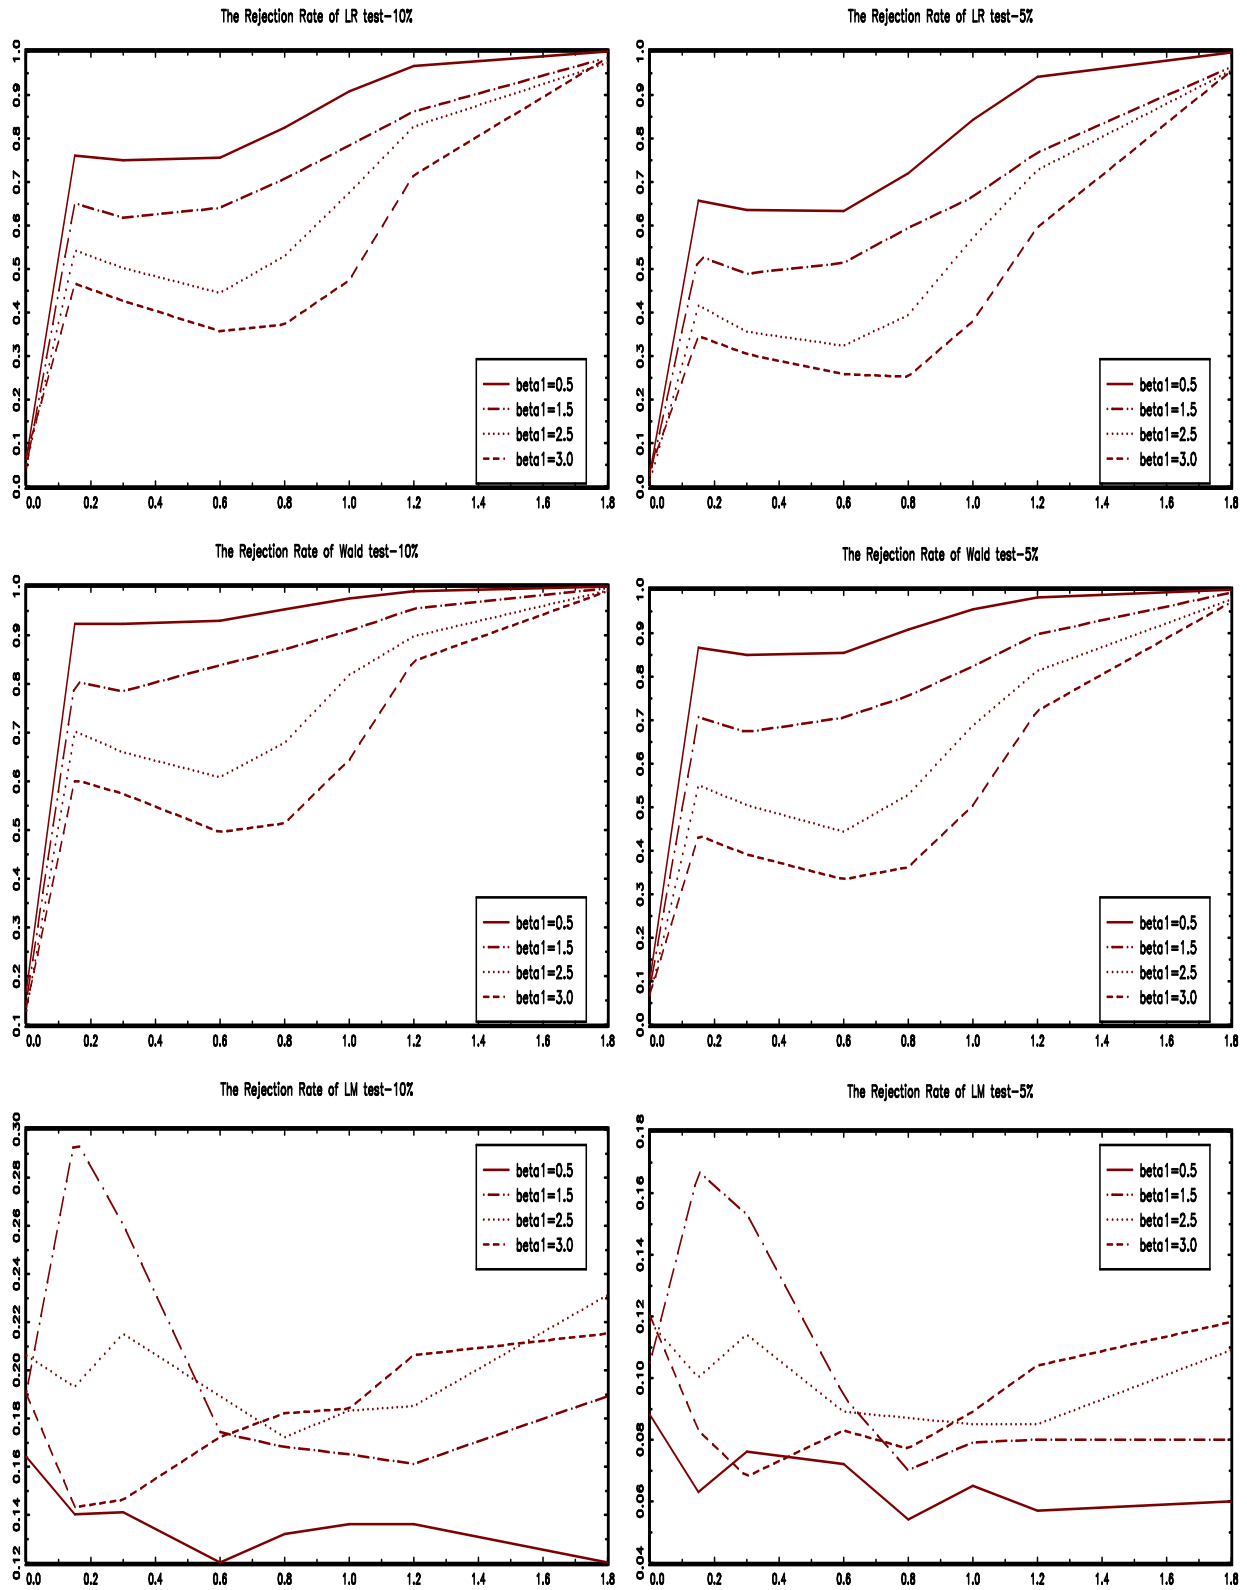 The Rejection Rate of LR test-10%
1.0
0.9
0.8
0.7
0.6
0.5
0.4
0.3
0.2
0.1
0.0
beta1=0.5
beta1=1.5
beta1=2.5
beta1=3.0
0.0 0.2 0.4 0.6 0.8 1.0 1.2 1.4 1.6 1.8
The Rejection Rate of LR test-5%
1.0
0.9
0.8
0.7
0.6
0.5
0.4
0.3
0.2
0.1
0.0
beta1=0.5
beta1=1.5
beta1=2.5
beta1=3.0
0.0 0.2 0.4 0.6 0.8 1.0 1.2 1.4 1.6 1.8
The Rejection Rate of Wald test-10%
1.0
0.9
0.8
0.7
0.6
0.5
0.4
0.3
0.2
0.1
beta1=0.5
beta1=1.5
beta1=2.5
beta1=3.0
0.0 0.2 0.4 0.6 0.8 1.0 1.2 1.4 1.6 1.8
The Rejection Rate of Wald test-5%
1.0
0.9
0.8
0.7
0.6
0.5
0.4
0.3
0.2
0.1
0.0
beta1=0.5
beta1=1.5
beta1=2.5
beta1=3.0
0.0 0.2 0.4 0.6 0.8 1.0 1.2 1.4 1.6 1.8
The Rejection Rate of LM test-10%
0.30
0.28
0.26
0.24
0.22
0.20
0.18
0.16
0.14
0.12
beta1=0.5
beta1=1.5
beta1=2.5
beta1=3.0
0.0 0.2 0.4 0.6 0.8 1.0 1.2 1.4 1.6 1.8
The Rejection Rate of LM test-5%
0.18
0.16
0.14
0.12
0.10
0.08
0.06
0.04
beta1=0.5
beta1=1.5
beta1=2.5
beta1=3.0
0.0 0.2 0.4 0.6 0.8 1.0 1.2 1.4 1.6 1.8